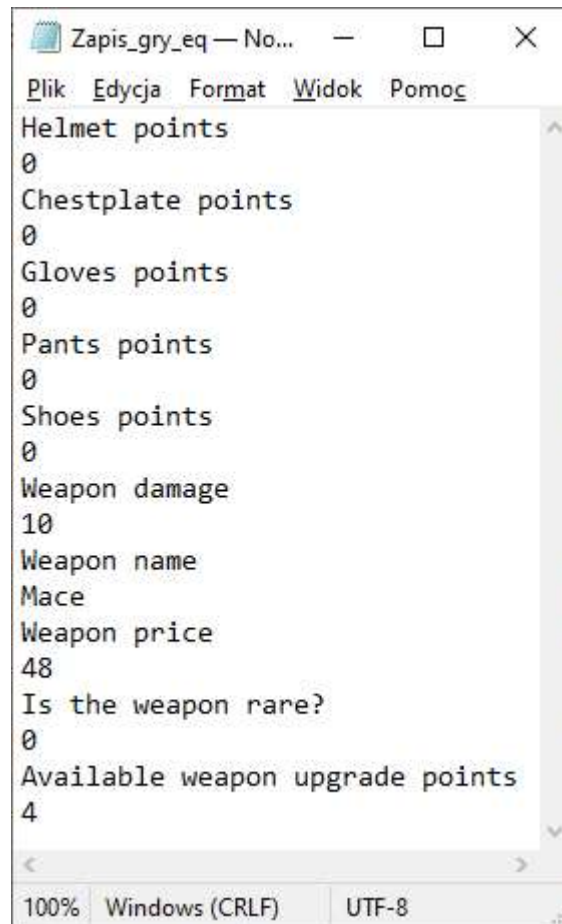 Zapis_gry_eq — No...
Plik Edycja Format Widok Pomoc
Helmet points
0
Chestplate points
0
Gloves points
0
Pants points
0
Shoes points
0
Weapon damage
10
Weapon name
Mace
Weapon price
48
Is the weapon rare?
0
Available weapon upgrade points
4
100% Windows (CRLF) UTF-8